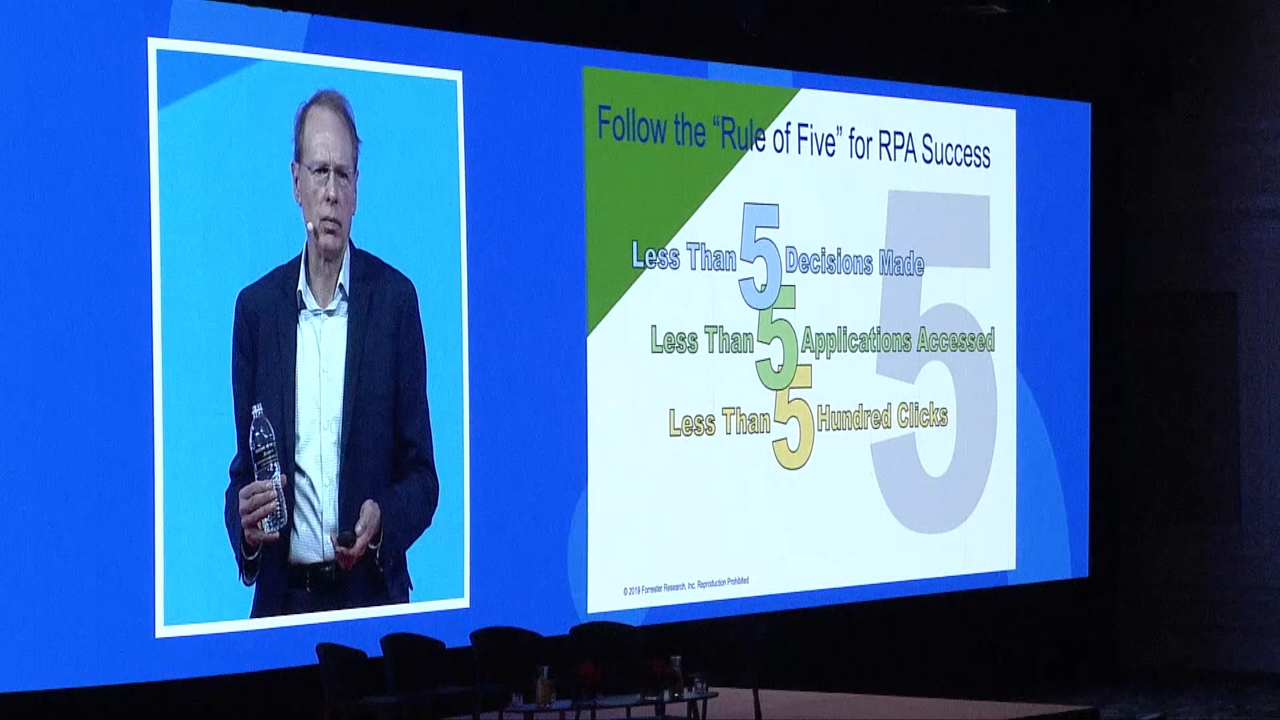 Follow the “Rule of Five” for RPA Success
5
Less Than 5 Decisions Made
Less Than 5 Applications Accessed
Less Than 5 Hundred Clicks
© 2019 Forrester Research, Inc. Reproduction Prohibited